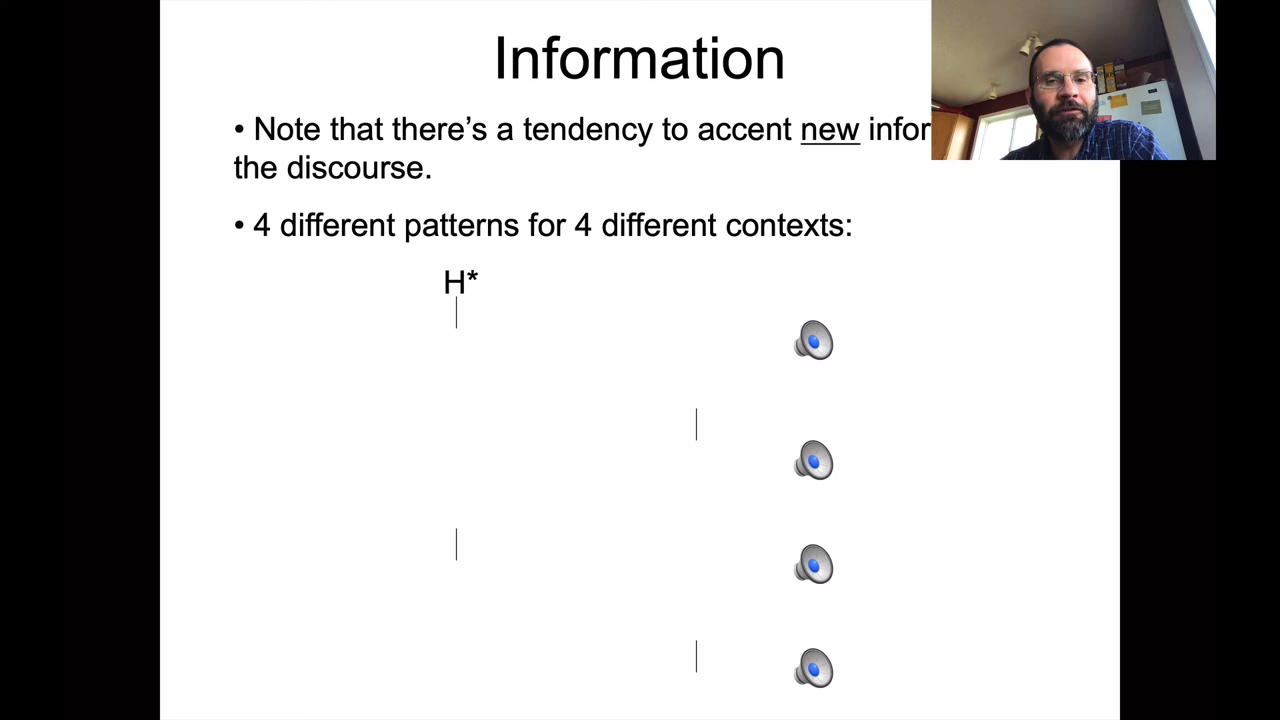 Information
• Note that there's a tendency to accent new infor
the discourse.
• 4 different patterns for 4 different contexts:
H*